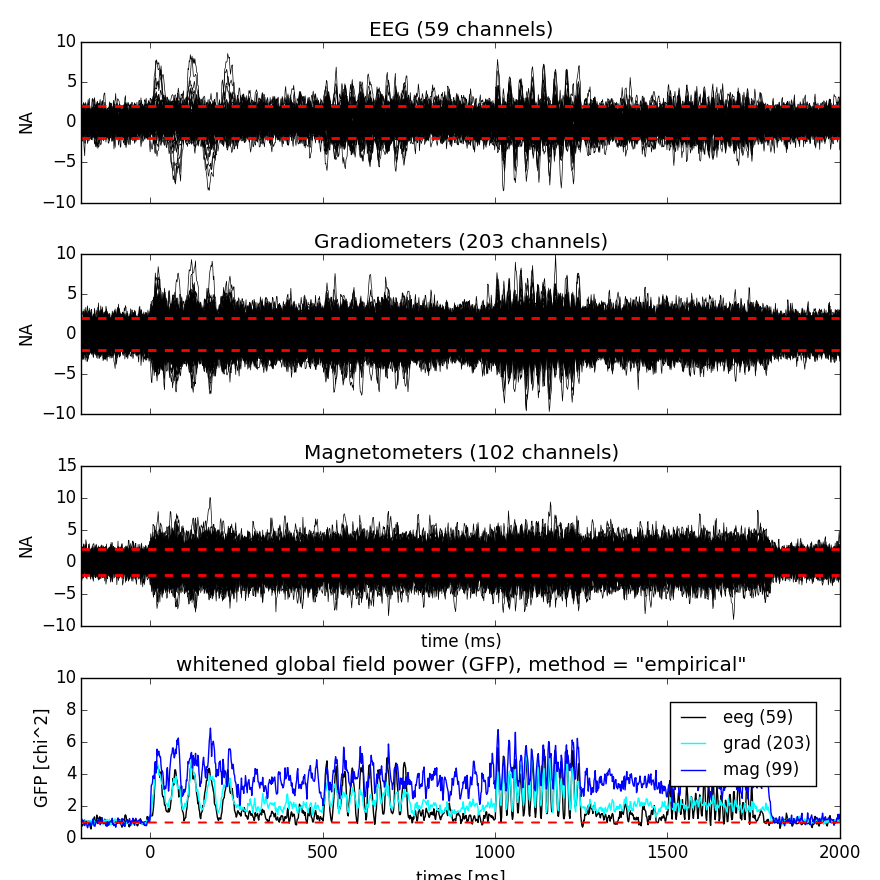 EEG (59 channels)
10
5
0
−5
−10
NA
Gradiometers (203 channels)
10
5
0
−5
−10
NA
Magnetometers (102 channels)
15
10
5
0
−5
−10
NA
time (ms)
whitened global field power (GFP), method = "empirical"
10
8
6
4
2
0
GFP [chi^2]
eeg (59)
grad (203)
mag (99)
0
500
1000
1500
2000
times [ms]